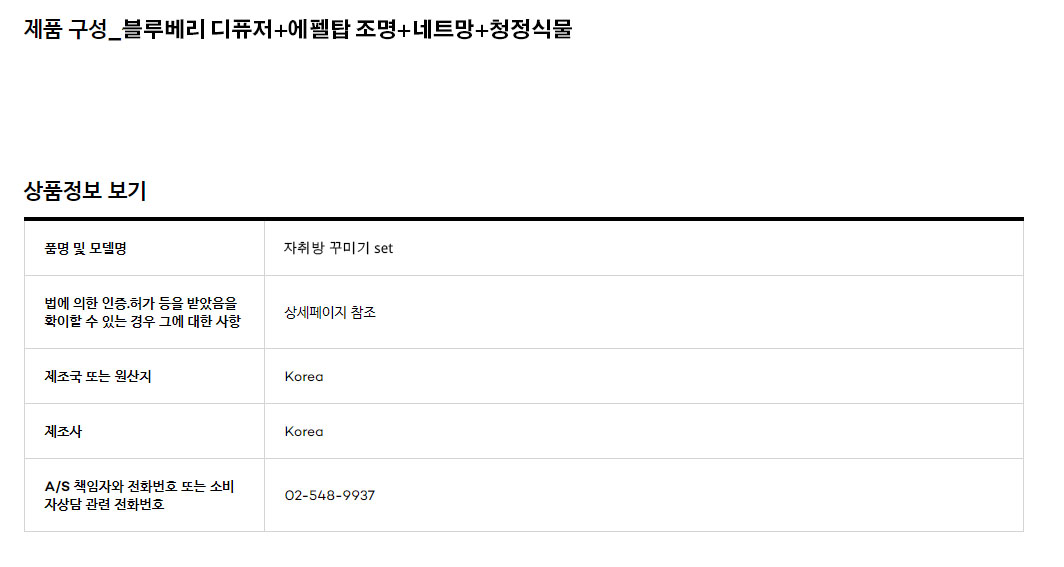 제품 구성_블루베리 디퓨저+에펠탑 조명+네트망+청정식물
상품정보 보기
품명 및 모델명
자취방 꾸미기 set
법에 의한 인증.허가 등을 받았음을
확이할 수 있는 경우 그에 대한 사항
상세페이지 참조
제조국 또는 원산지
Korea
제조사
Korea
A/S 책임자와 전화번호 또는 소비
자상담 관련 전화번호
02-548-9937